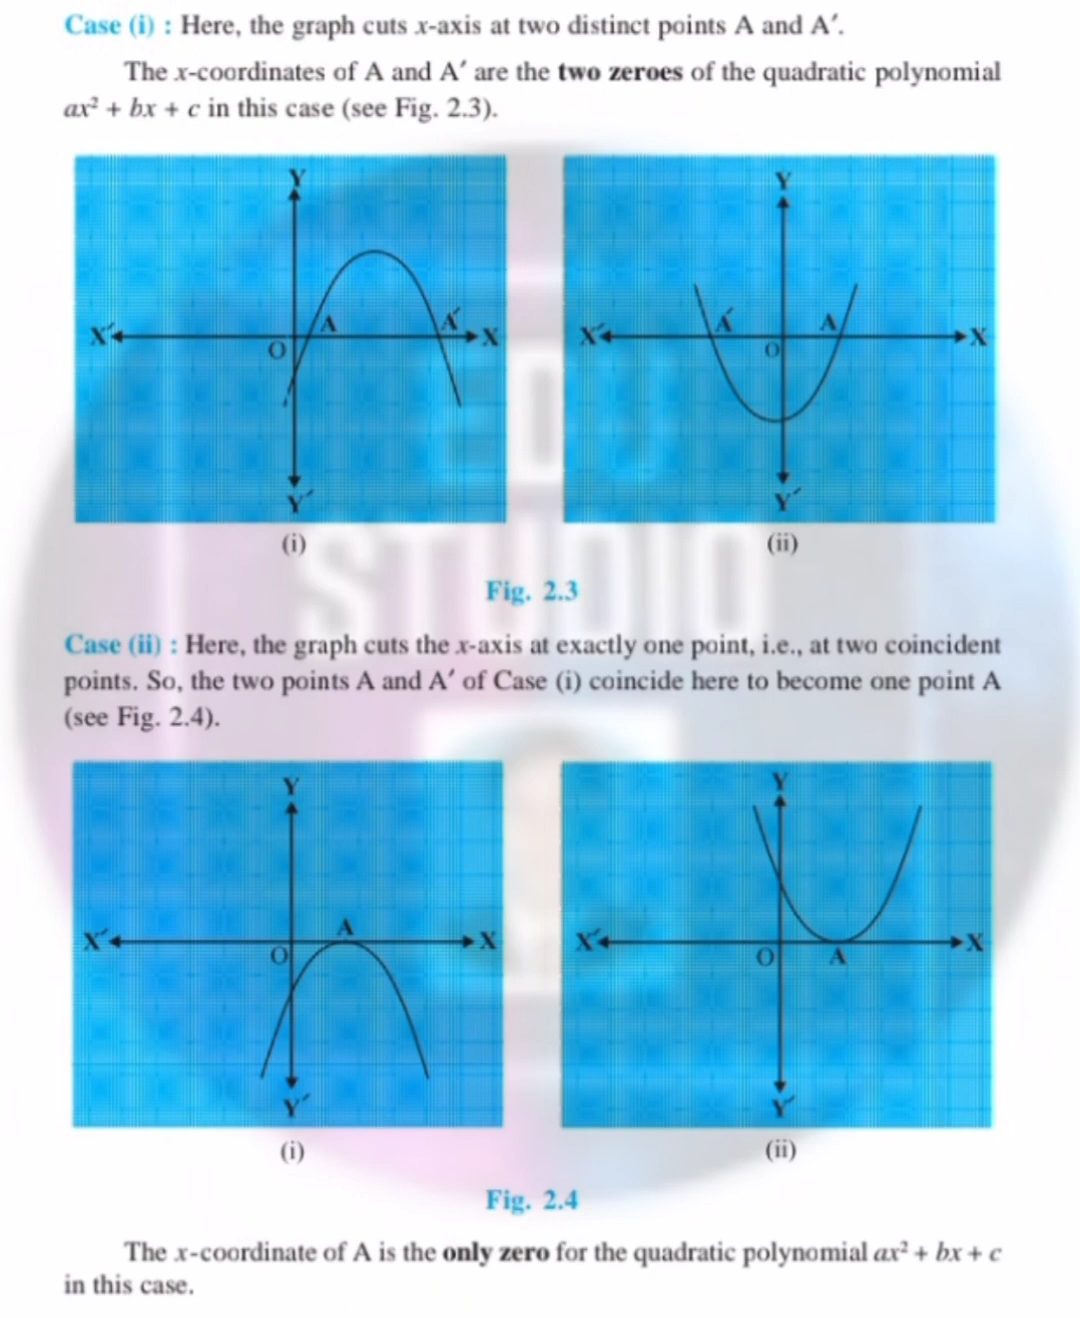 Case (i) : Here, the graph cuts x-axis at two distinct points A and A′.
The x-coordinates of A and A′ are the two zeroes of the quadratic polynomial
ax² + bx + c in this case (see Fig. 2.3).
Y
Y
A
A′
X′
X
O
A′
A
X′
X
O
Y′
Y′
(i)
(ii)
Fig. 2.3
Case (ii) : Here, the graph cuts the x-axis at exactly one point, i.e., at two coincident
points. So, the two points A and A′ of Case (i) coincide here to become one point A
(see Fig. 2.4).
Y
Y
A
X′
X
O
X′
X
O
A
Y′
Y′
(i)
(ii)
Fig. 2.4
The x-coordinate of A is the only zero for the quadratic polynomial ax² + bx + c
in this case.
EDU
STUDIO